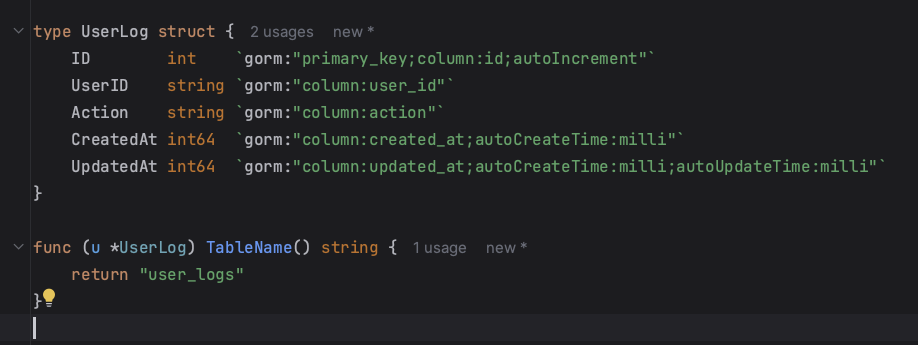 type UserLog struct { 2 usages new *
    ID        int    `gorm:"primary_key;column:id;autoIncrement"`
    UserID    string `gorm:"column:user_id"`
    Action    string `gorm:"column:action"`
    CreatedAt int64  `gorm:"column:created_at;autoCreateTime:milli"`
    UpdatedAt int64  `gorm:"column:updated_at;autoCreateTime:milli;autoUpdateTime:milli"`
}
func (u *UserLog) TableName() string { 1 usage new *
    return "user_logs"
}